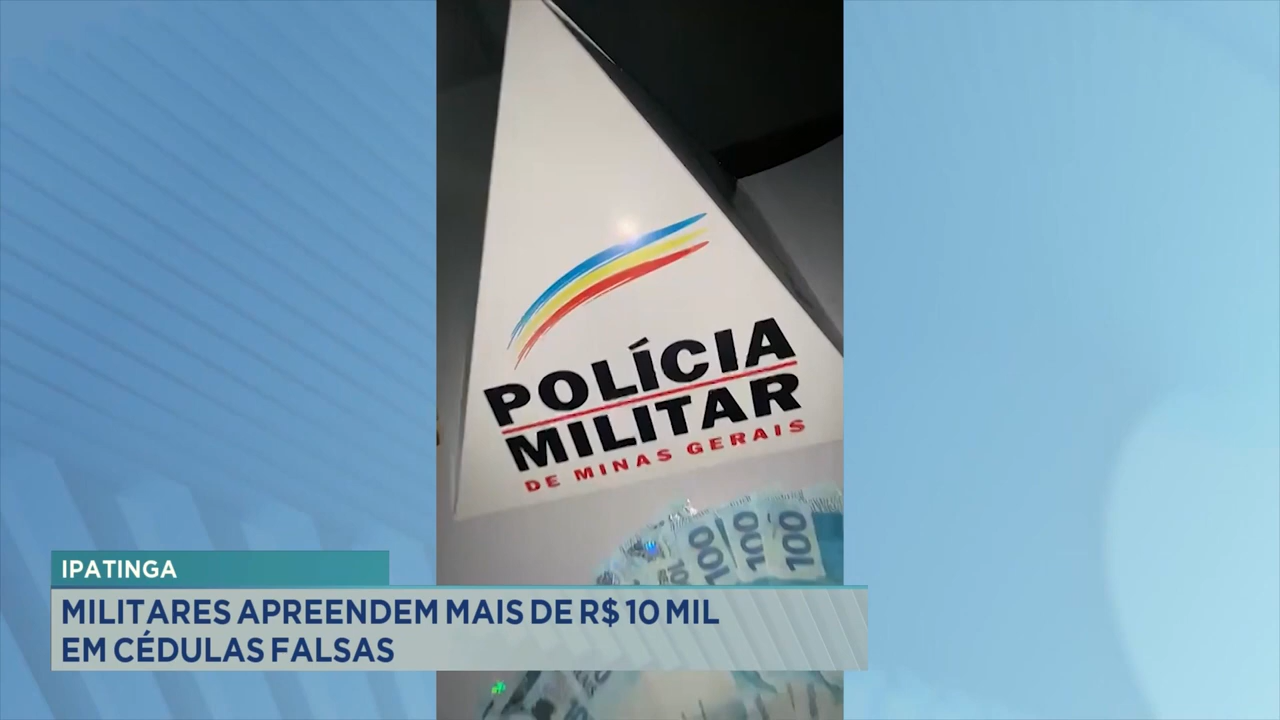 POLÍCIA
MILITAR
DE MINAS GERAIS
100 100 100
IPATINGA
MILITARES APREENDEM MAIS DE R$ 10 MIL
EM CÉDULAS FALSAS